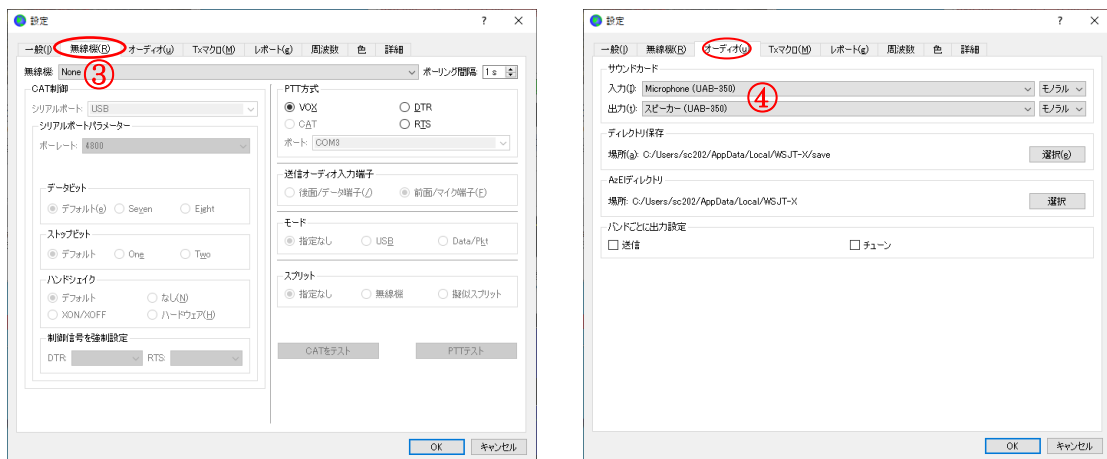 設定
一般(l) 無線機(R) オーディオ(u) Txマクロ(M) レポート(g) 周波数 色 詳細
無線機: None ポーリング間隔: 1 s
③
CAT制御
シリアルポート: USB
シリアルポートパラメーター
ボーレート: 4800
データビット
デフォルト(e) Seven Eight
ストップビット
デフォルト One Two
ハンドシェイク
デフォルト なし(N)
XON/XOFF ハードウェア(H)
制御信号を強制設定
DTR: RTS:
PTT方式
VOX DTR
CAT RTS
ポート: COM3
送信オーディオ入力端子
後面/データ端子(/) 前面/マイク端子(F)
モード
指定なし USB Data/Pkt
スプリット
指定なし 無線機 擬似スプリット
CATをテスト PTTテスト
OK キャンセル
設定
一般(l) 無線機(R) オーディオ(u) Txマクロ(M) レポート(g) 周波数 色 詳細
サウンドカード
入力(I): Microphone (UAB-350) モノラル
④
出力(t): スピーカー (UAB-350) モノラル
ディレクトリ保存
場所(a): C:/Users/sc202/AppData/Local/WSJT-X/save 選択(e)
AzElディレクトリ
場所: C:/Users/sc202/AppData/Local/WSJT-X 選択
バンドごとに出力設定
送信 チューン
OK キャンセル